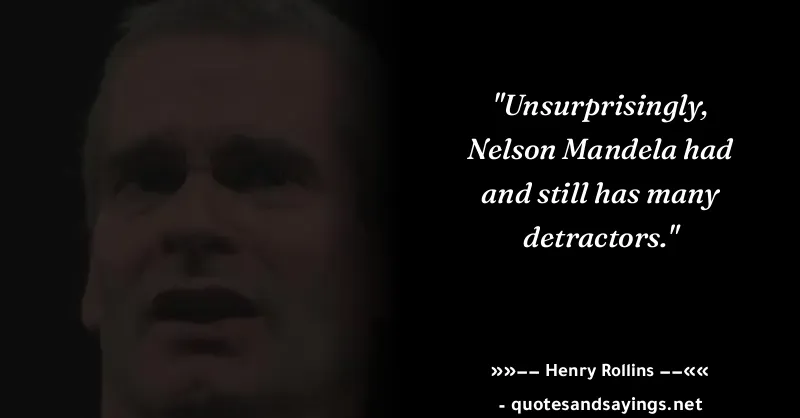 "Unsurprisingly,
Nelson Mandela had
and still has many
detractors."
»»–– Henry Rollins ––««
- quotesandsayings.net